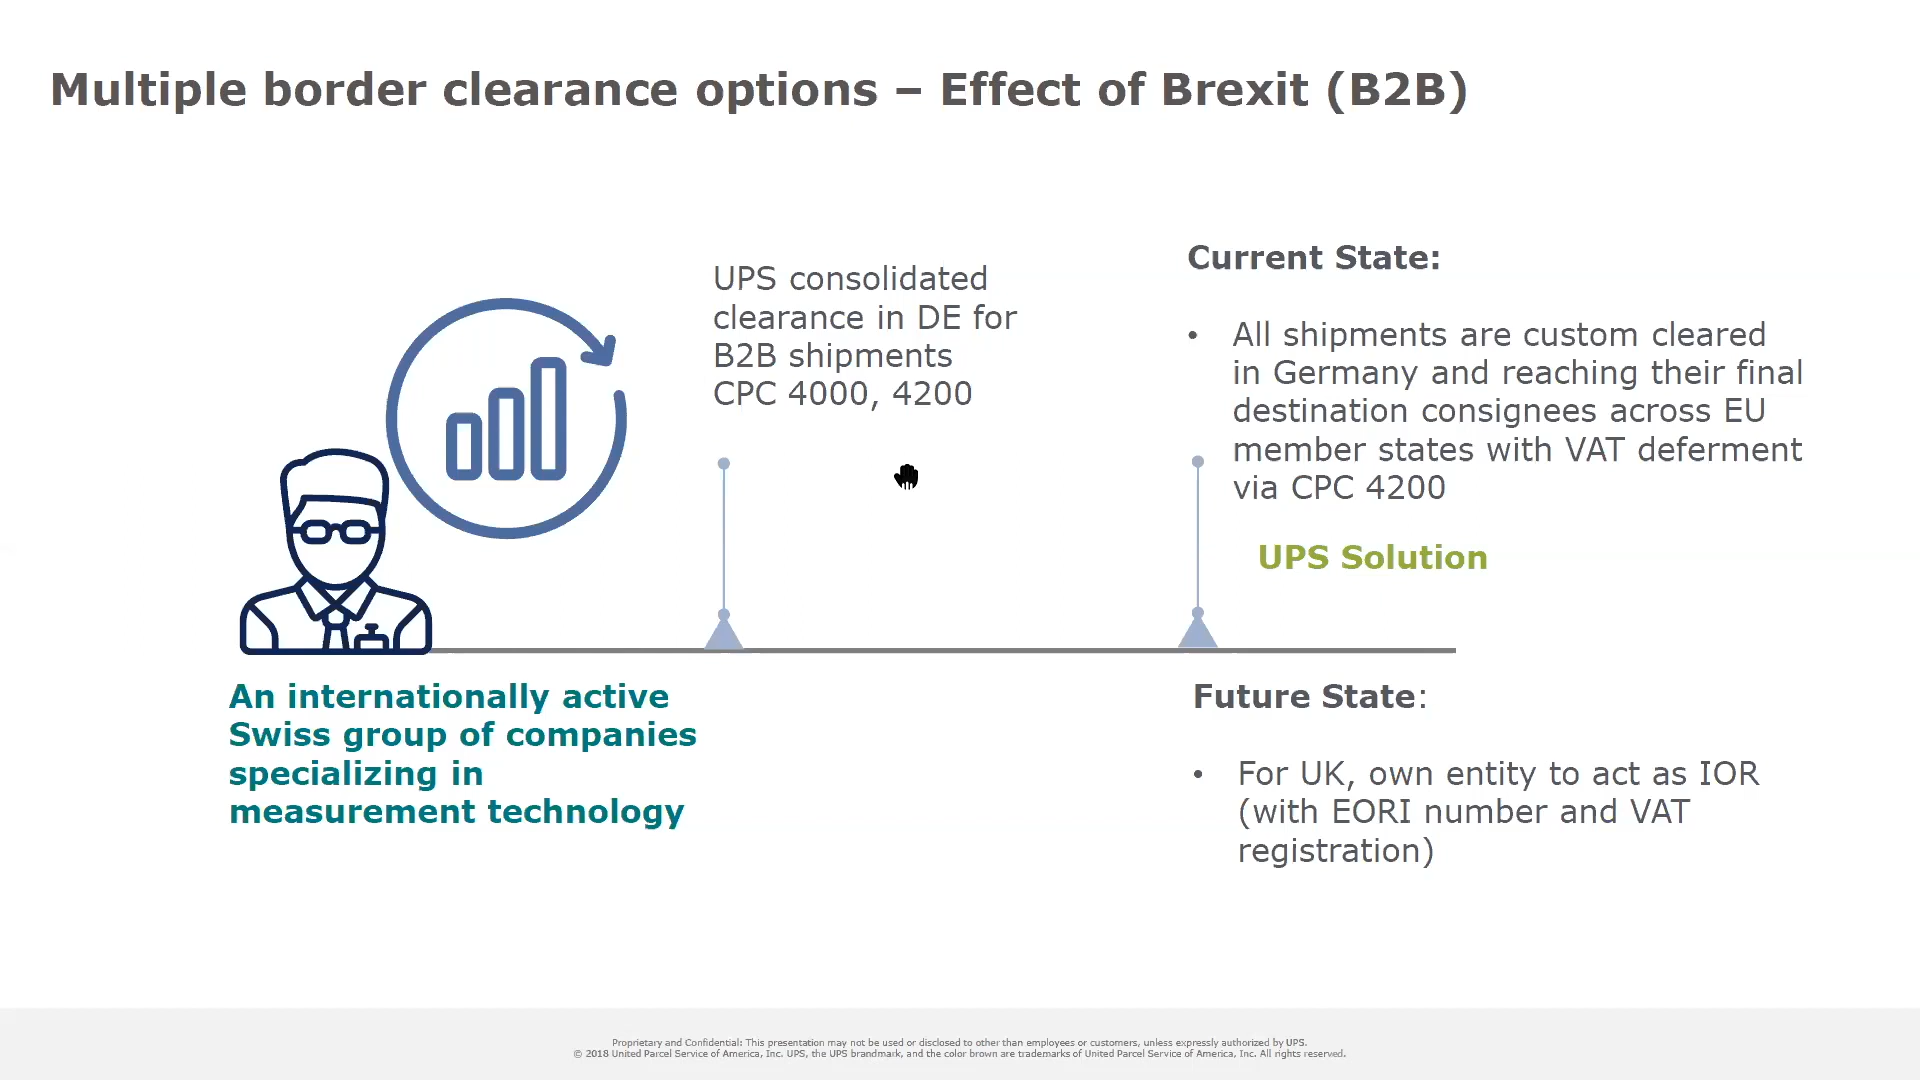 Multiple border clearance options – Effect of Brexit (B2B)
UPS consolidated
clearance in DE for
B2B shipments
CPC 4000, 4200
Current State:
• All shipments are custom cleared
in Germany and reaching their final
destination consignees across EU
member states with VAT deferment
via CPC 4200
UPS Solution
An internationally active
Swiss group of companies
specializing in
measurement technology
Future State:
• For UK, own entity to act as IOR
(with EORI number and VAT
registration)
Proprietary and Confidential: This presentation may not be used or disclosed to other than employees or customers, unless expressly authorized by UPS.
© 2018 United Parcel Service of America, Inc. UPS, the UPS brandmark, and the color brown are trademarks of United Parcel Service of America, Inc. All rights reserved.